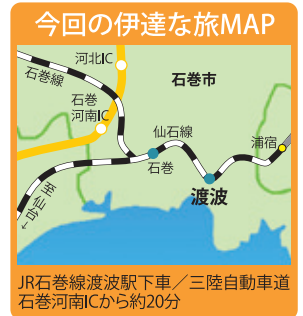 今回の伊達な旅MAP
河北IC
石巻線
石巻市
石巻
河南IC
仙石線
浦宿
石巻
渡波
至
仙台→
JR石巻線渡波駅下車／三陸自動車道
石巻河南ICから約20分